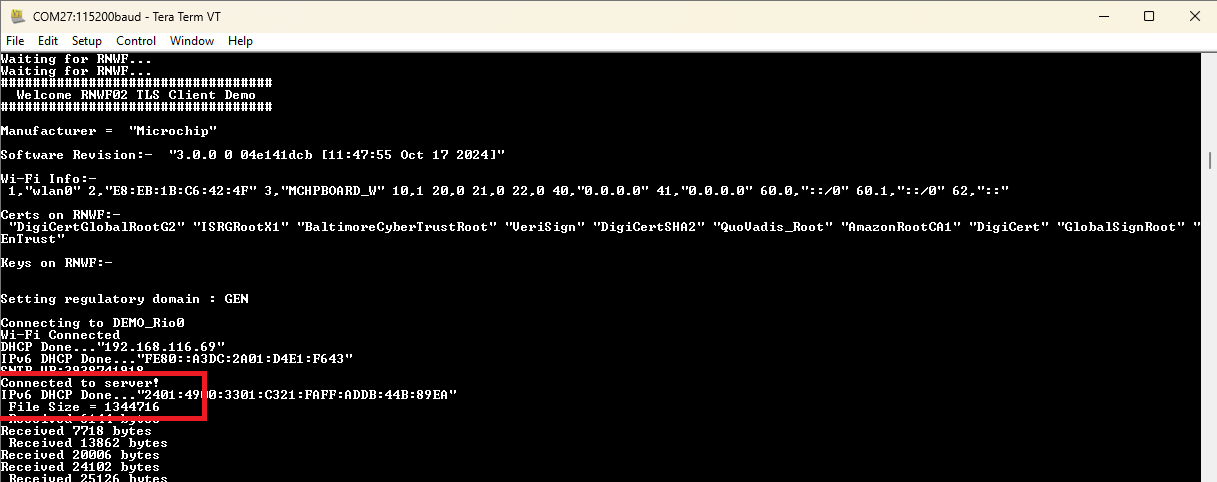 COM27:115200baud - Tera Term VT
File Edit Setup Control Window Help
Waiting for RNWF...
Waiting for RNWF...
##################################
Welcome RNWF02 TLS Client Demo
##################################
Manufacturer = "Microchip"
Software Revision:- "3.0.0 0 04e141dcb [11:47:55 Oct 17 2024]"
Wi-Fi Info:-
1,"wlan0" 2,"E8:EB:1B:C6:42:4F" 3,"MCHPBOARD_W" 10,1 20,0 21,0 22,0 40,"0.0.0.0" 41,"0.0.0.0" 60.0,"::/0" 60.1,"::/0" 62,"::"
Certs on RNWF:-
"DigiCertGlobalRootG2" "ISRGRootX1" "BaltimoreCyberTrustRoot" "VeriSign" "DigiCertSHA2" "QuoVadis_Root" "AmazonRootCA1" "DigiCert" "GlobalSignRoot" "
EnTrust"
Keys on RNWF:-
Setting regulatory domain : GEN
Connecting to DEMO_Rio0
Wi-Fi Connected
DHCP Done..."192.168.116.69"
IPv6 DHCP Done..."FE80::A3DC:2A01:D4E1:F643"
Connected to server!
IPv6 DHCP Done..."2401:4900:3301:C321:FAFF:ADDB:44B:89EA"
File Size = 1344716
Received 6144 bytes
Received 7718 bytes
Received 13862 bytes
Received 20006 bytes
Received 24102 bytes
Received 25126 bytes